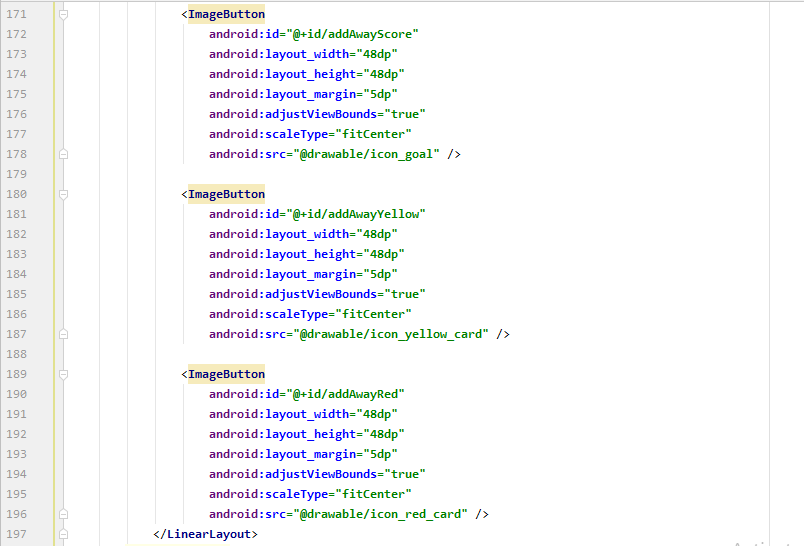 171 <ImageButton
172 android:id="@+id/addAwayScore"
173 android:layout_width="48dp"
174 android:layout_height="48dp"
175 android:layout_margin="5dp"
176 android:adjustViewBounds="true"
177 android:scaleType="fitCenter"
178 android:src="@drawable/icon_goal" />
179
180 <ImageButton
181 android:id="@+id/addAwayYellow"
182 android:layout_width="48dp"
183 android:layout_height="48dp"
184 android:layout_margin="5dp"
185 android:adjustViewBounds="true"
186 android:scaleType="fitCenter"
187 android:src="@drawable/icon_yellow_card" />
188
189 <ImageButton
190 android:id="@+id/addAwayRed"
191 android:layout_width="48dp"
192 android:layout_height="48dp"
193 android:layout_margin="5dp"
194 android:adjustViewBounds="true"
195 android:scaleType="fitCenter"
196 android:src="@drawable/icon_red_card" />
197 </LinearLayout>